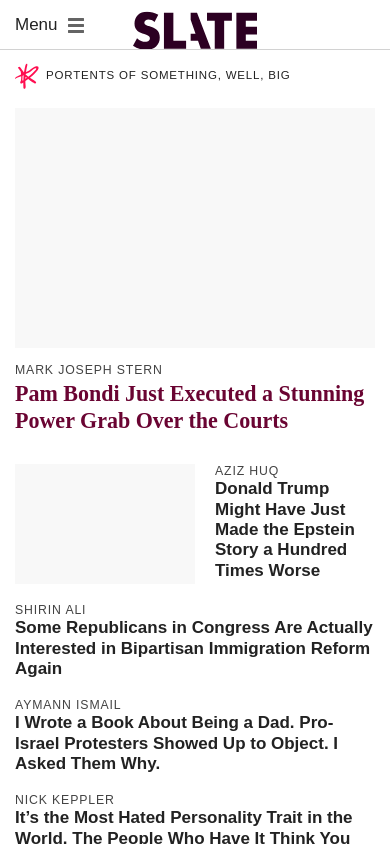 Menu
SLATE
PORTENTS OF SOMETHING, WELL, BIG
MARK JOSEPH STERN
Pam Bondi Just Executed a Stunning
Power Grab Over the Courts
AZIZ HUQ
Donald Trump
Might Have Just
Made the Epstein
Story a Hundred
Times Worse
SHIRIN ALI
Some Republicans in Congress Are Actually
Interested in Bipartisan Immigration Reform
Again
AYMANN ISMAIL
I Wrote a Book About Being a Dad. Pro-
Israel Protesters Showed Up to Object. I
Asked Them Why.
NICK KEPPLER
It’s the Most Hated Personality Trait in the
World. The People Who Have It Think You